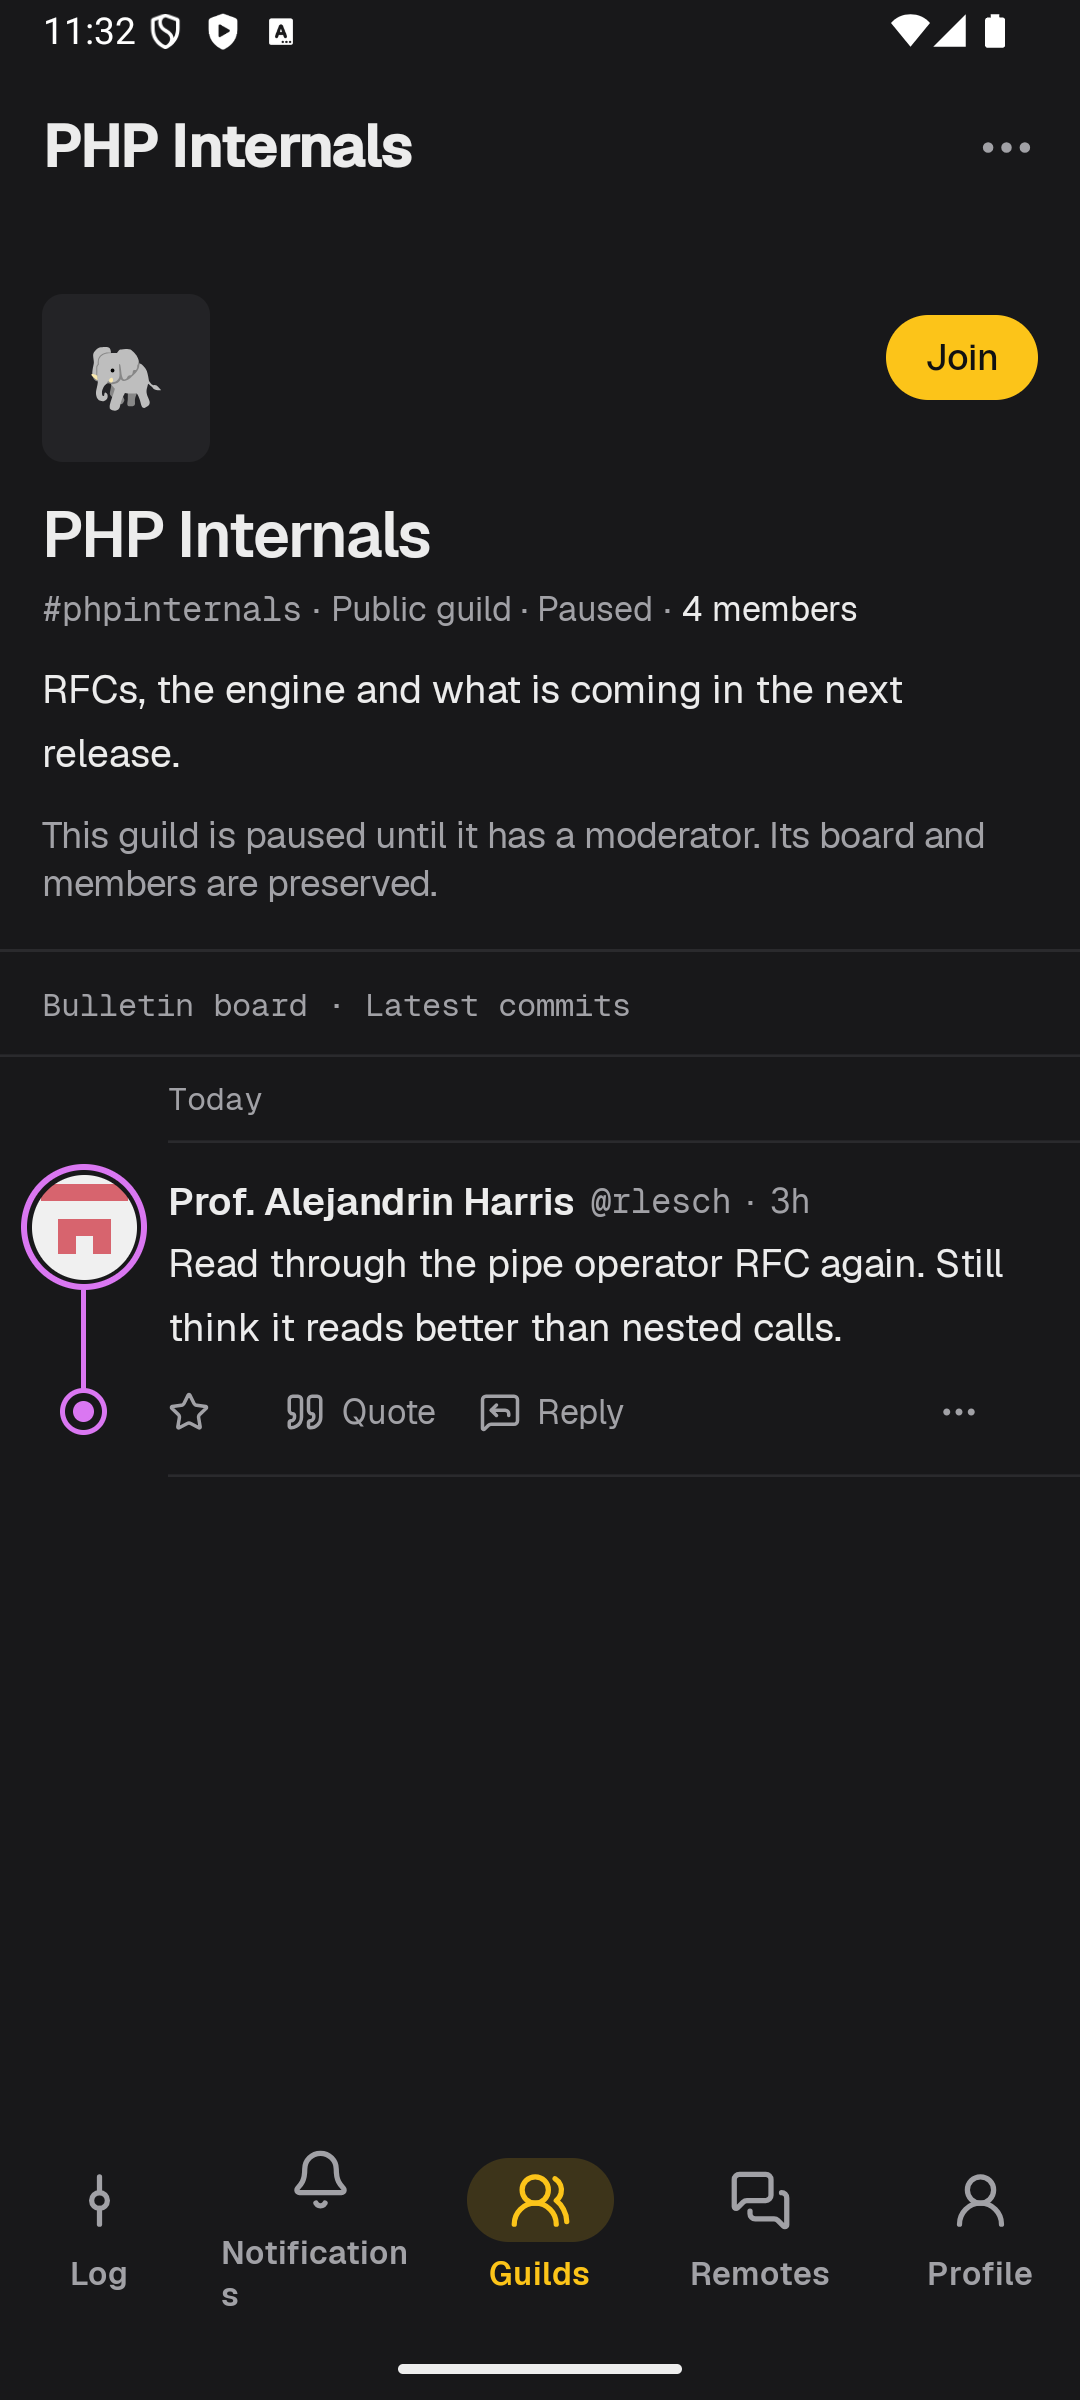 11:32
PHP Internals
Join
PHP Internals
#phpinternals · Public guild · Paused · 4 members
RFCs, the engine and what is coming in the next
release.
This guild is paused until it has a moderator. Its board and
members are preserved.
Bulletin board · Latest commits
Today
Prof. Alejandrin Harris @rlesch · 3h
Read through the pipe operator RFC again. Still
think it reads better than nested calls.
Quote Reply
Log
Notification
s
Guilds
Remotes
Profile